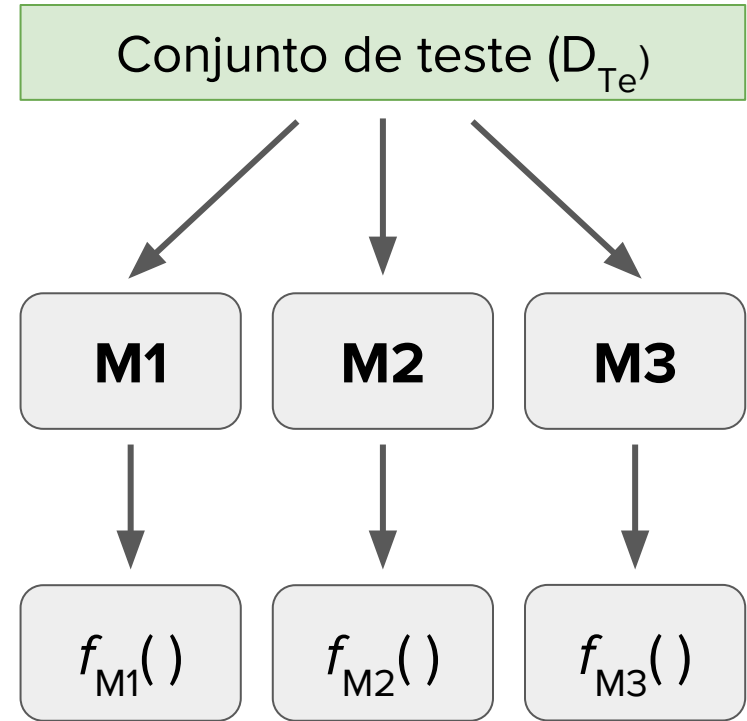 Conjunto de teste (D_Te)
M1 M2 M3
f_M1( ) f_M2( ) f_M3( )